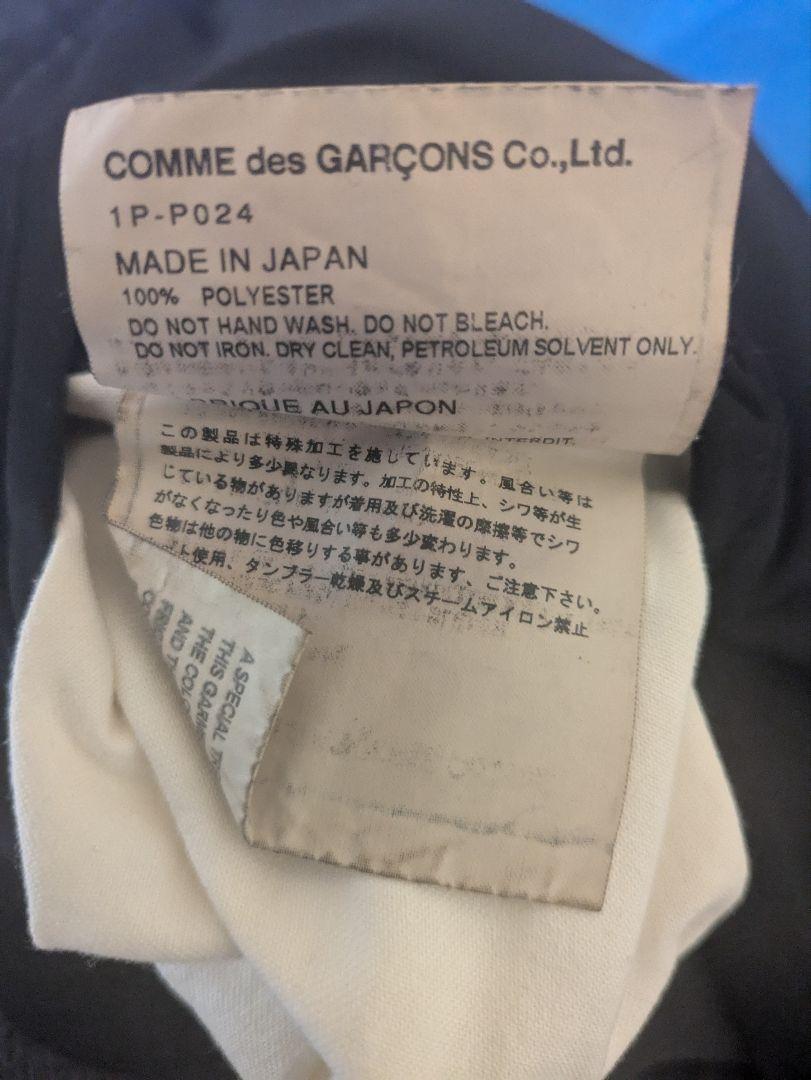 COMME des GARÇONS Co.,Ltd.
1P-P024
MADE IN JAPAN
100% POLYESTER
DO NOT HAND WASH. DO NOT BLEACH.
DO NOT IRON. DRY CLEAN, PETROLEUM SOLVENT ONLY.
AU JAPON
INTERDIT.
この製品は特殊加工を施しています。風合い等は
製品により多少異なります。加工の特性上、シワ等が生
じている物がありますが着用及び洗濯の摩擦等でシワ
がなくなったり色や風合い等も多少変わります。
色物は他の物に色移りする事があります、ご注意下さい。
ト使用、タンブラー乾燥及びスチームアイロン禁止
A SPECIAL
THIS GARM
THE COLO
AND T